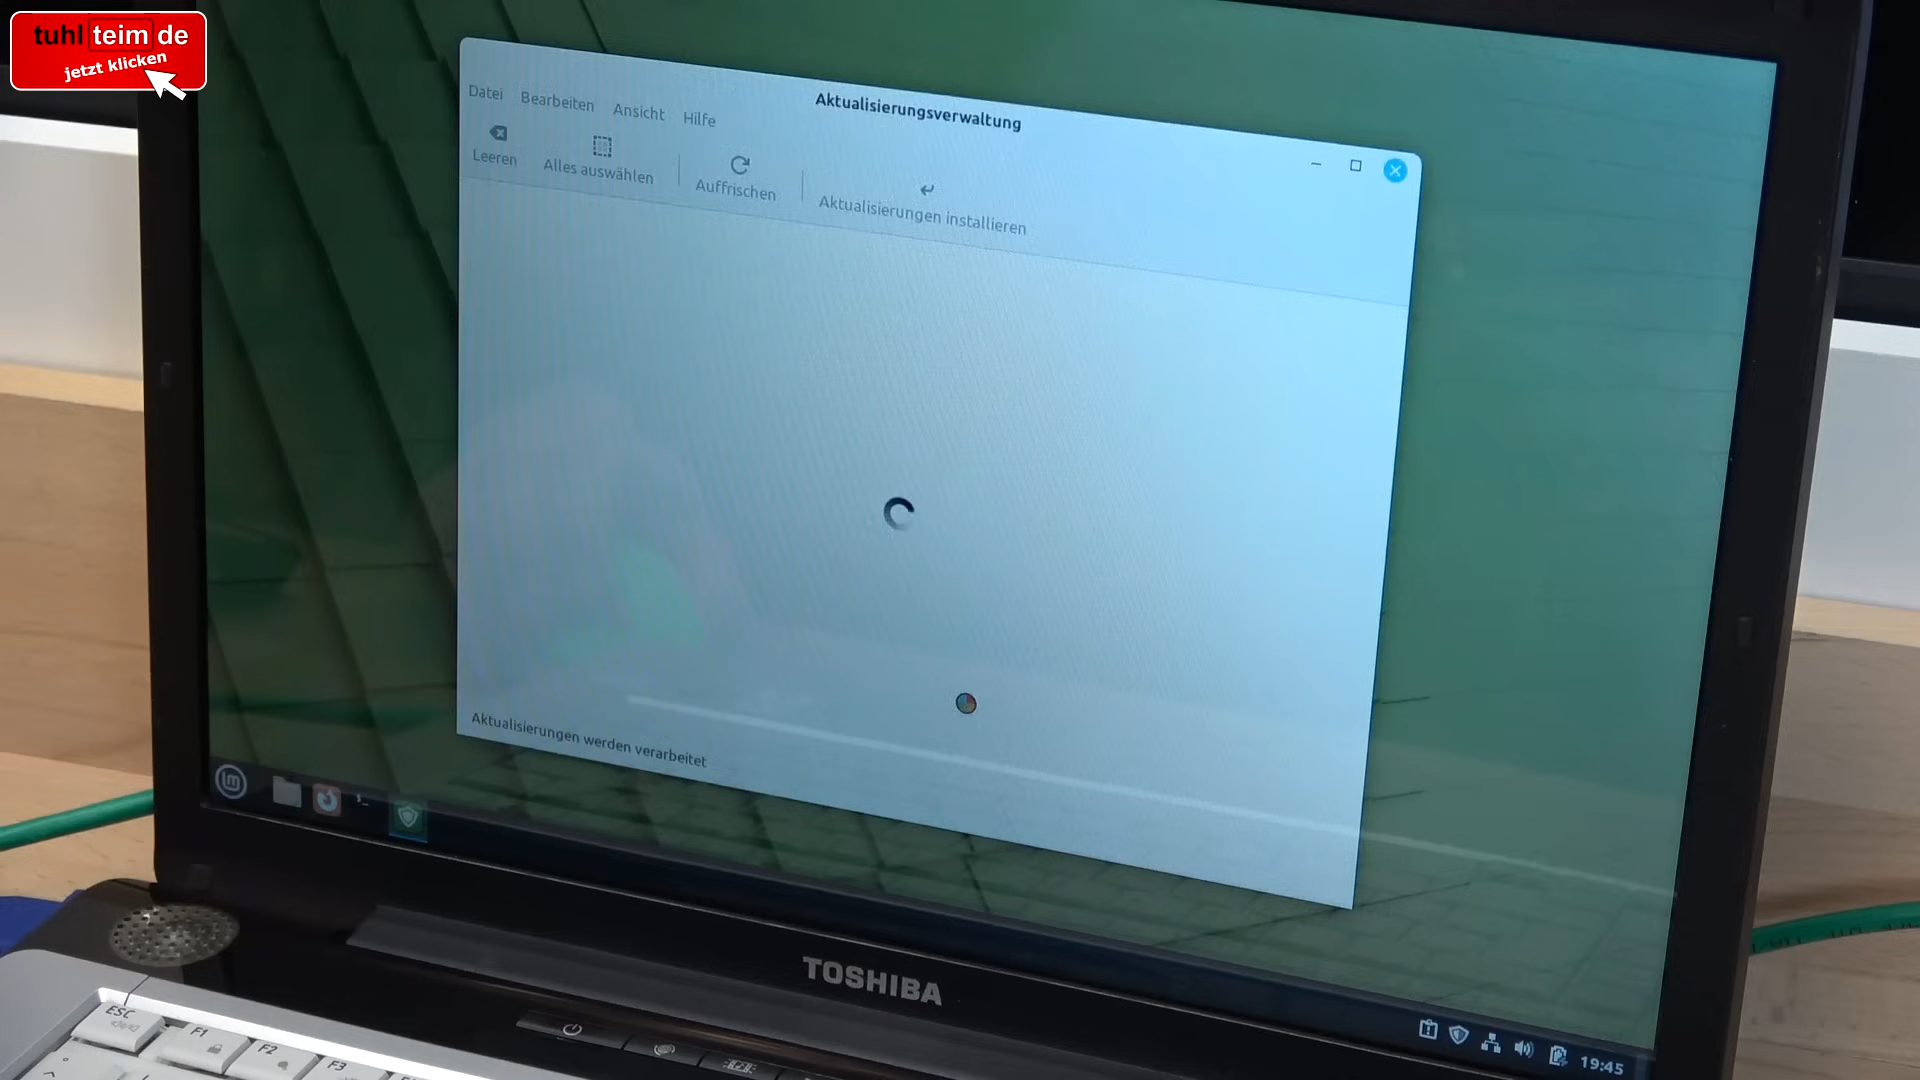 tuhl teim de
jetzt klicken
Aktualisierungsverwaltung
Datei Bearbeiten Ansicht Hilfe
Leeren Alles auswählen Auffrischen Aktualisierungen installieren
Aktualisierungen werden verarbeitet
TOSHIBA
19:45
ESC
F1
F2
F3